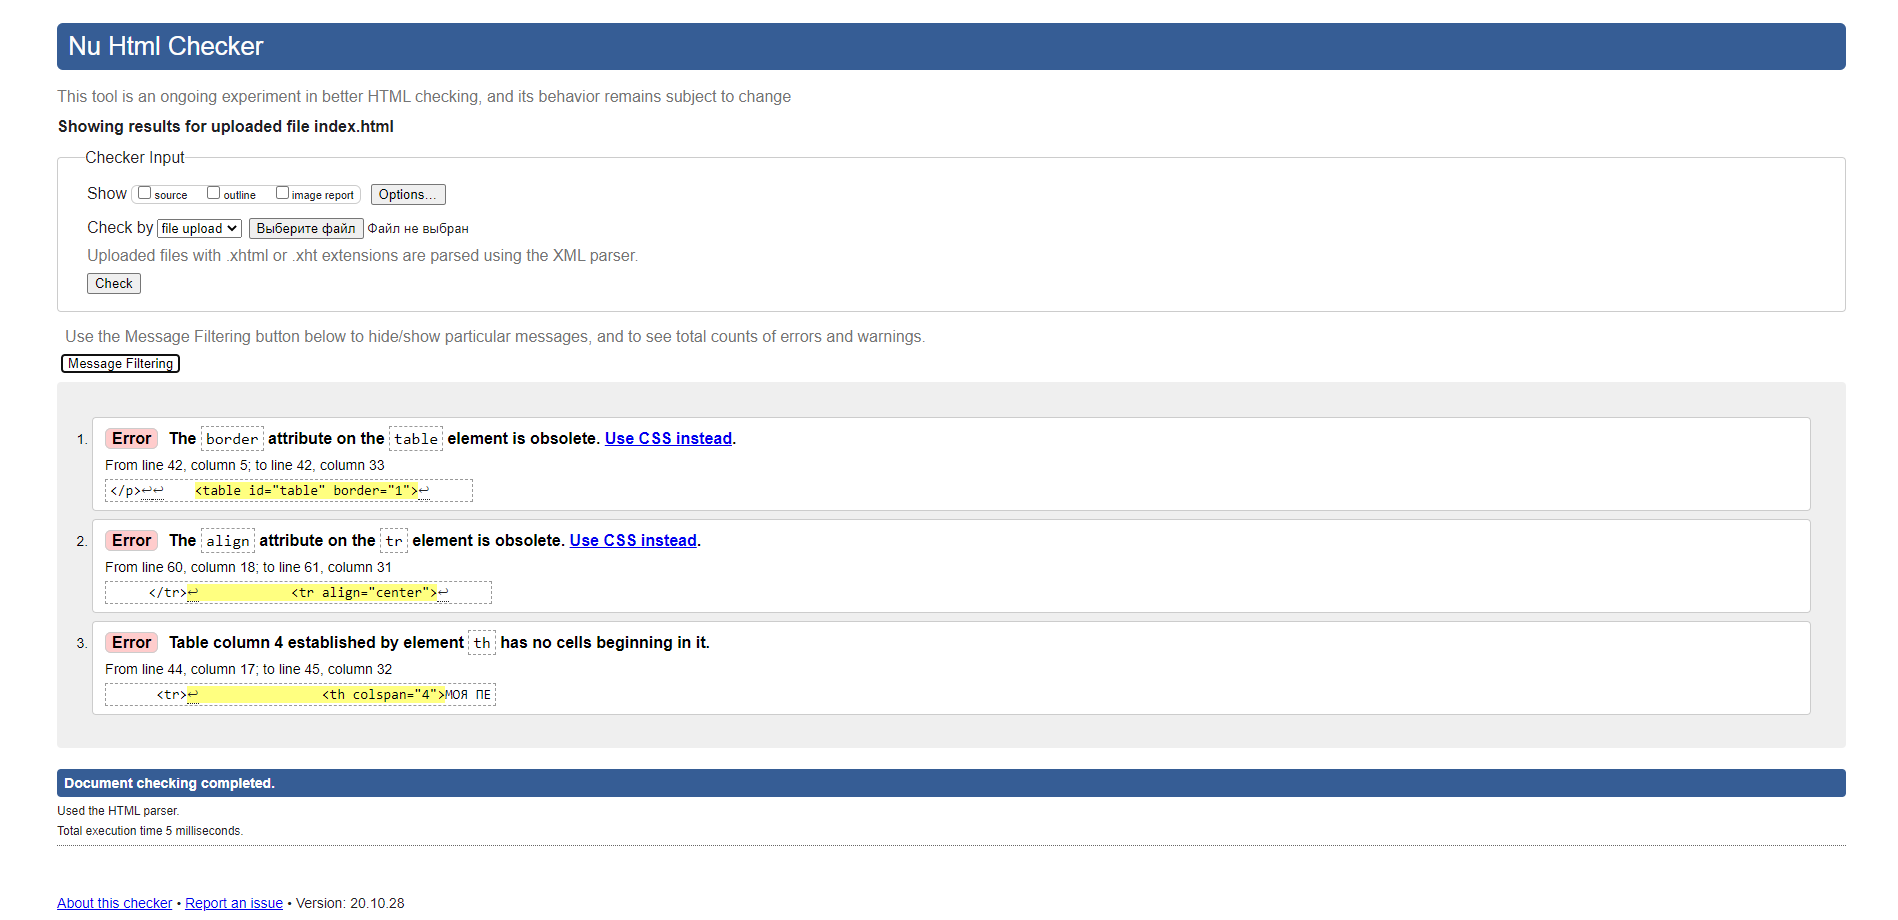 Nu Html Checker
This tool is an ongoing experiment in better HTML checking, and its behavior remains subject to change
Showing results for uploaded file index.html
Checker Input
Show source outline image report Options...
Check by file upload Выберите файл Файл не выбран
Uploaded files with .xhtml or .xht extensions are parsed using the XML parser.
Check
Use the Message Filtering button below to hide/show particular messages, and to see total counts of errors and warnings.
Message Filtering
1. Error The border attribute on the table element is obsolete. Use CSS instead.
From line 42, column 5; to line 42, column 33
</p>↩↩    <table id="table" border="1">↩
2. Error The align attribute on the tr element is obsolete. Use CSS instead.
From line 60, column 18; to line 61, column 31
</tr>↩            <tr align="center">↩
3. Error Table column 4 established by element th has no cells beginning in it.
From line 44, column 17; to line 45, column 32
<tr>↩                <th colspan="4">МОЯ ПЕ
Document checking completed.
Used the HTML parser.
Total execution time 5 milliseconds.
About this checker • Report an issue • Version: 20.10.28